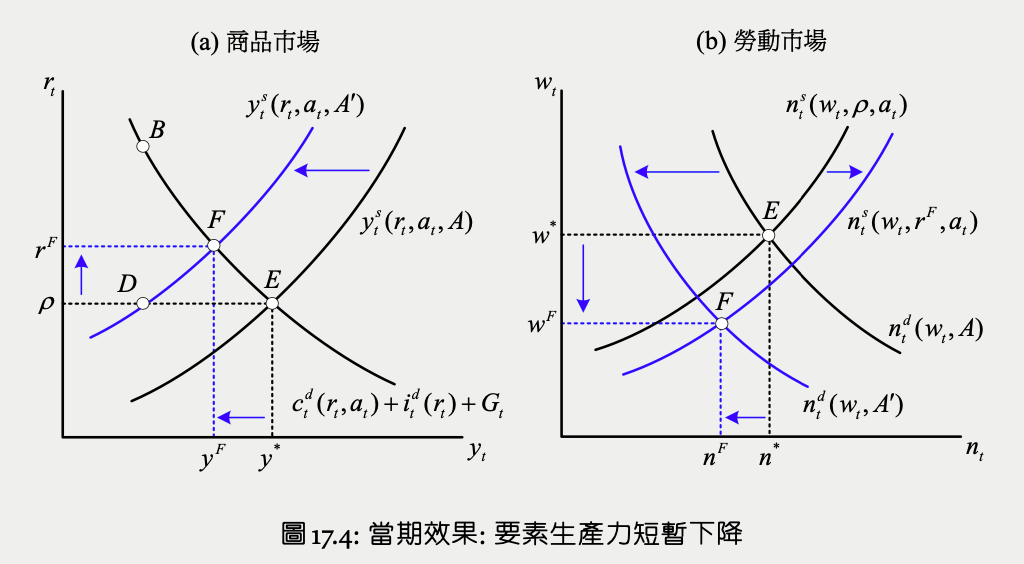 (a) 商品市場
r_t
B
y_t^s(r_t, a_t, A′)
F
y_t^s(r_t, a_t, A)
r^F
D
E
ρ
c_t^d(r_t, a_t) + i_t^d(r_t) + G_t
y^F
y^*
y_t
(b) 勞動市場
w_t
n_t^s(w_t, ρ, a_t)
E
n_t^s(w_t, r^F, a_t)
w^*
F
w^F
n_t^d(w_t, A)
n_t^d(w_t, A′)
n^F
n^*
n_t
圖 17.4: 當期效果: 要素生產力短暫下降